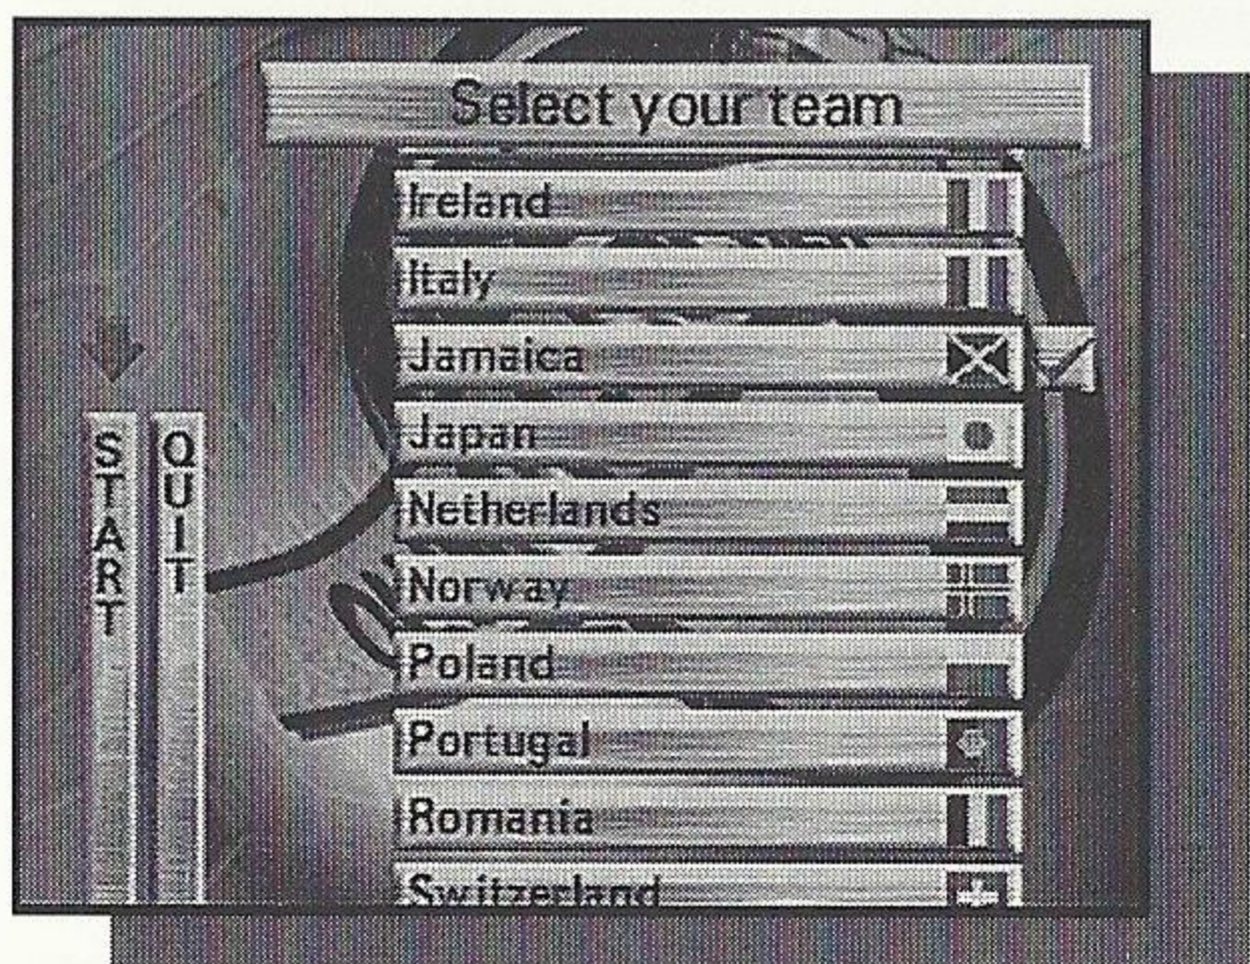 Select your team
Ireland
Italy
Jamaica
Japan
Netherlands
Norway
Poland
Portugal
Romania
Switzerland
START
QUIT